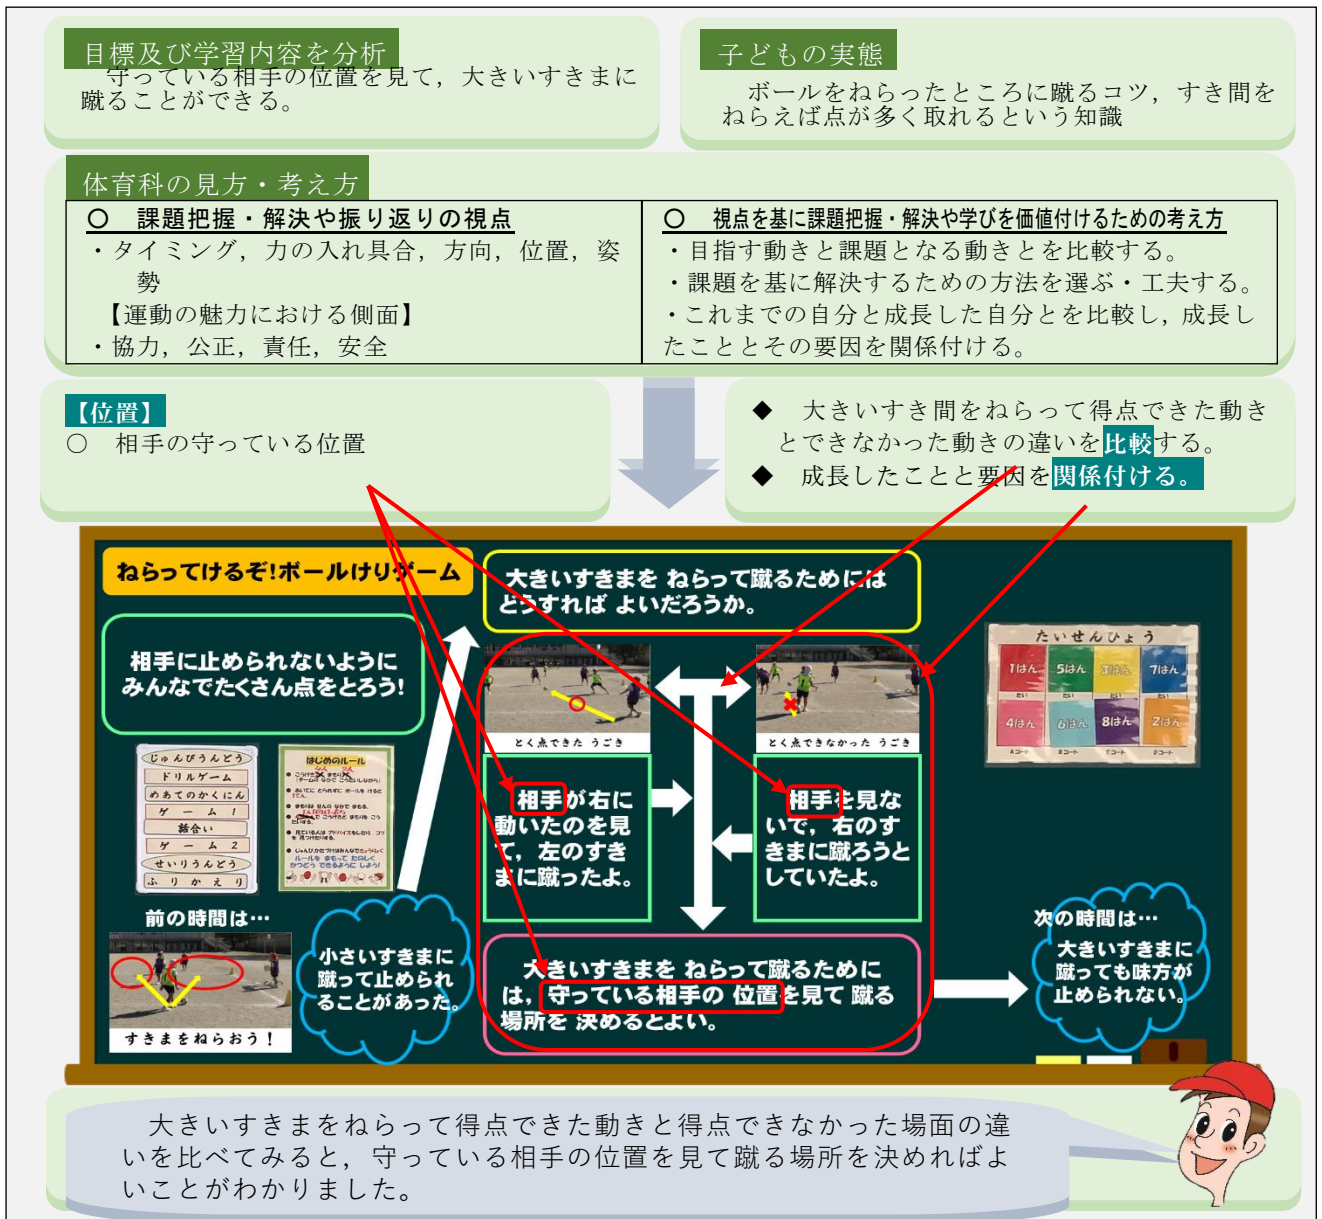 目標及び学習内容を分析
守っている相手の位置を見て，大きいすきまに
蹴ることができる。
子どもの実態
ボールをねらったところに蹴るコツ，すき間を
ねらえば点が多く取れるという知識
体育科の見方・考え方
〇　課題把握・解決や振り返りの視点
・タイミング，力の入れ具合，方向，位置，姿
勢
【運動の魅力における側面】
・協力，公正，責任，安全
〇　視点を基に課題把握・解決や学びを価値付けるための考え方
・目指す動きと課題となる動きとを比較する。
・課題を基に解決するための方法を選ぶ・工夫する。
・これまでの自分と成長した自分とを比較し，成長し
たこととその要因を関係付ける。
【位置】
〇　相手の守っている位置
◆　大きいすき間をねらって得点できた動き
とできなかった動きの違いを比較する。
◆　成長したことと要因を関係付ける。
ねらってけるぞ!ボールけりゲーム
相手に止められないように
みんなでたくさん点をとろう!
じゅんびうんどう
ドリルゲーム
めあてのかくにん
ゲーム1
話合い
ゲーム2
せいりうんどう
ふりかえり
はじめのルール
前の時間は…
すきまをねらおう！
小さいすきまに
蹴って止められ
ることがあった。
大きいすきまを ねらって蹴るためには
どうすれば よいだろうか。
とく点できた うごき
とく点できなかった うごき
相手が右に
動いたのを見
て，左のすき
まに蹴ったよ。
相手を見な
いで，右のす
きまに蹴ろうと
していたよ。
大きいすきまを ねらって蹴るために
は，守っている相手の 位置を見て 蹴る
場所を 決めるとよい。
たいせんひょう
1はん 5はん 3はん 7はん
4はん 6はん 8はん 2はん
Aコート Bコート Cコート Dコート
次の時間は…
大きいすきまに
蹴っても味方が
止められない。
大きいすきまをねらって得点できた動きと得点できなかった場面の違
いを比べてみると，守っている相手の位置を見て蹴る場所を決めればよ
いことがわかりました。